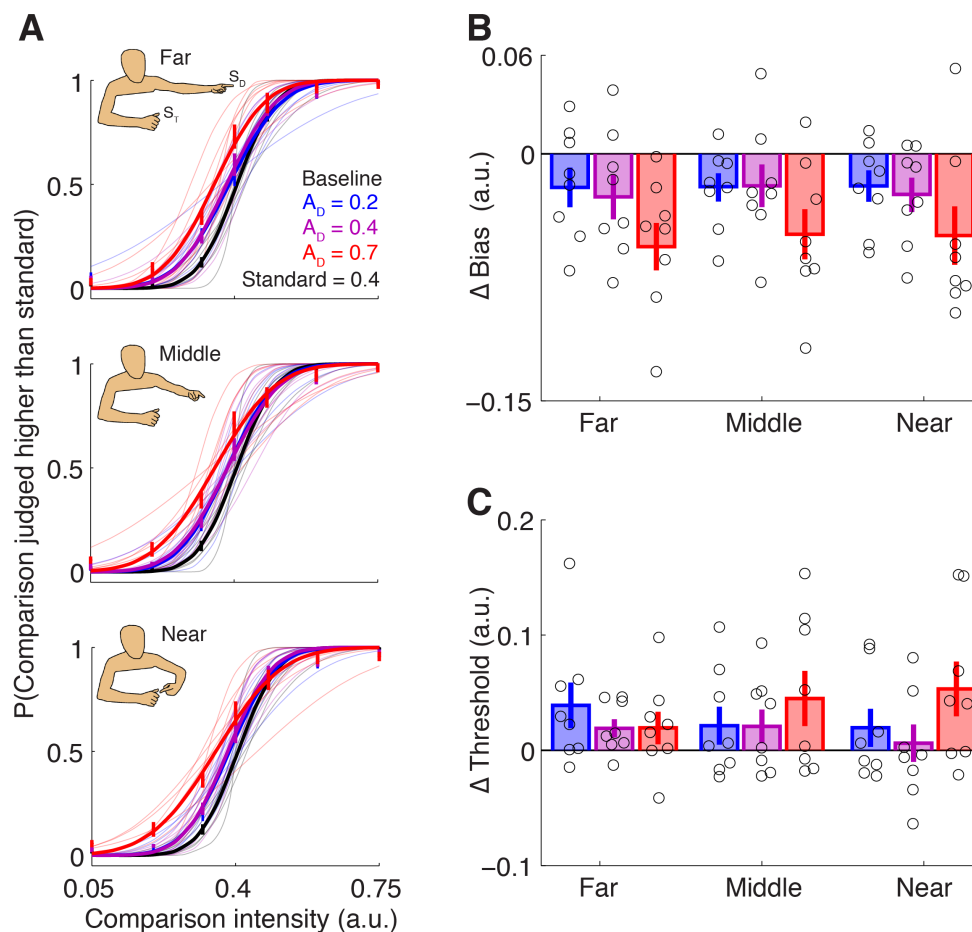 A
P(Comparison judged higher than standard)
Far
S_D
S_T
1
0.5
0
Baseline
A_D = 0.2
A_D = 0.4
A_D = 0.7
Standard = 0.4
Middle
1
0.5
0
Near
1
0.5
0
0.05
0.4
0.75
Comparison intensity (a.u.)
B
Δ Bias (a.u.)
0.06
0
−0.15
Far
Middle
Near
C
Δ Threshold (a.u.)
0.2
0.1
0
−0.1
Far
Middle
Near